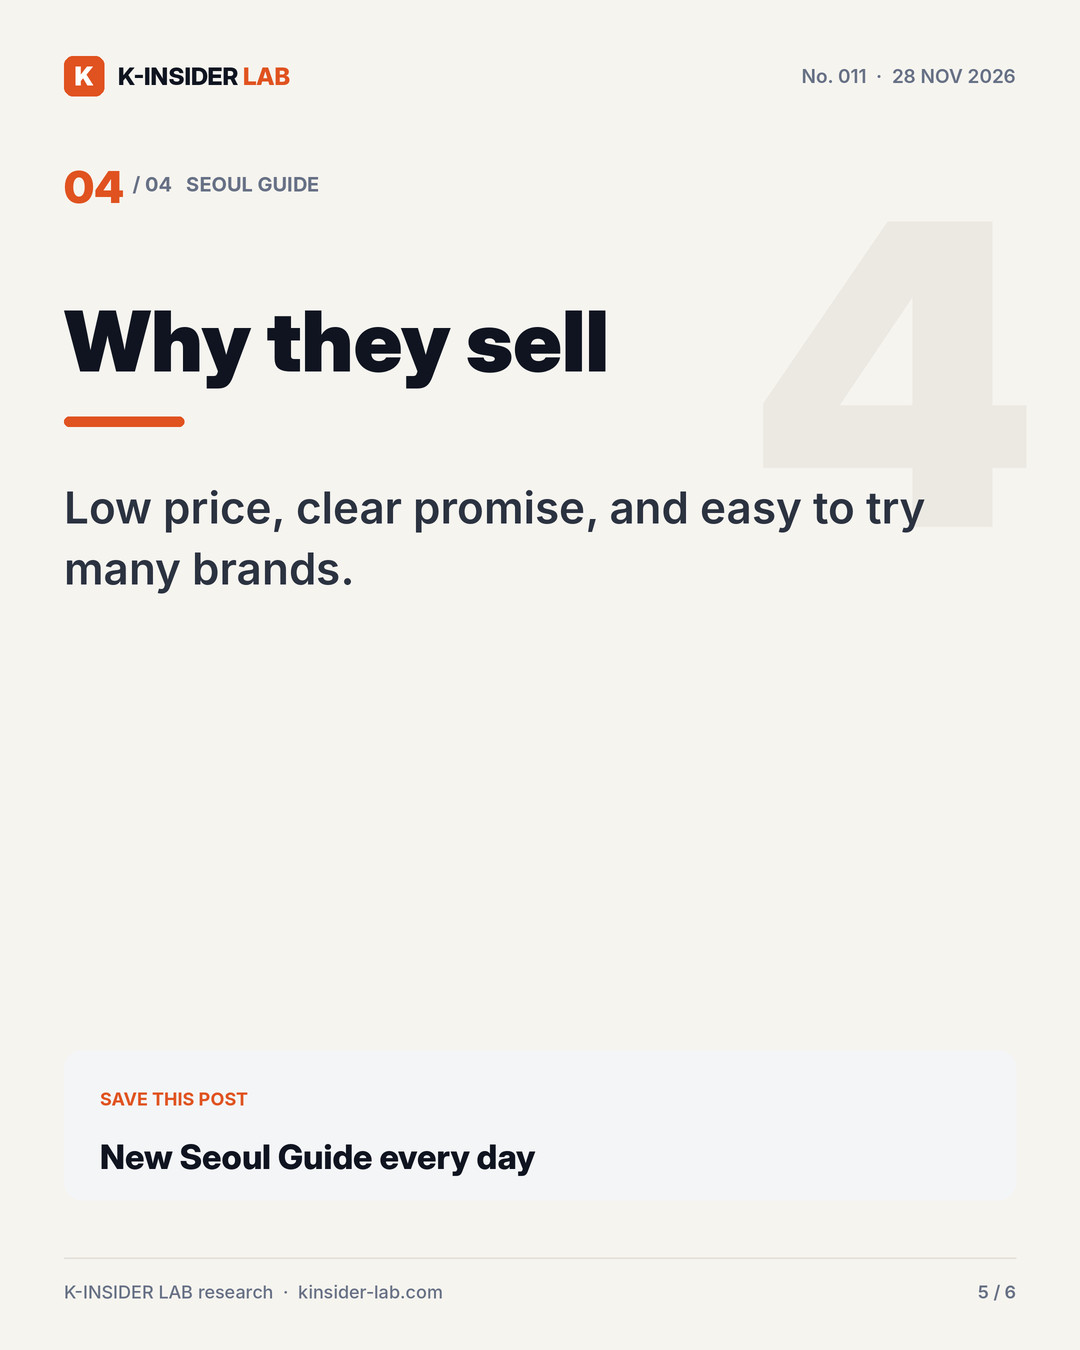 K K-INSIDER LAB
No. 011 · 28 NOV 2026
04 / 04 SEOUL GUIDE
4
Why they sell
Low price, clear promise, and easy to try
many brands.
SAVE THIS POST
New Seoul Guide every day
K-INSIDER LAB research · kinsider-lab.com
5 / 6